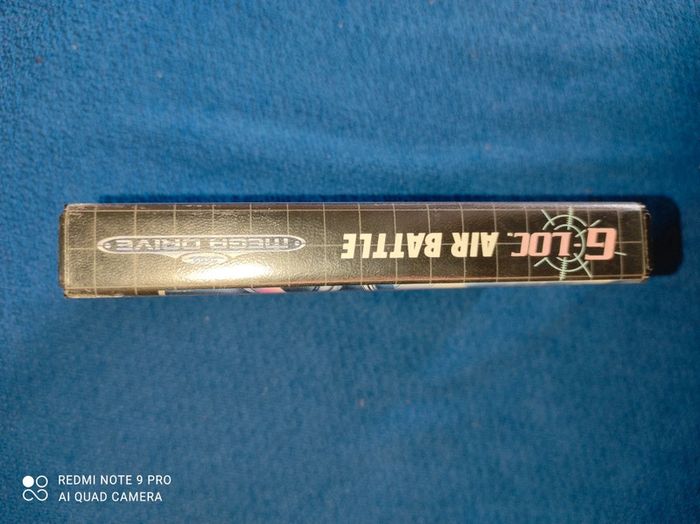 G-LOC. AIR BATTLE
MEGA DRIVE
REDMI NOTE 9 PRO
AI QUAD CAMERA